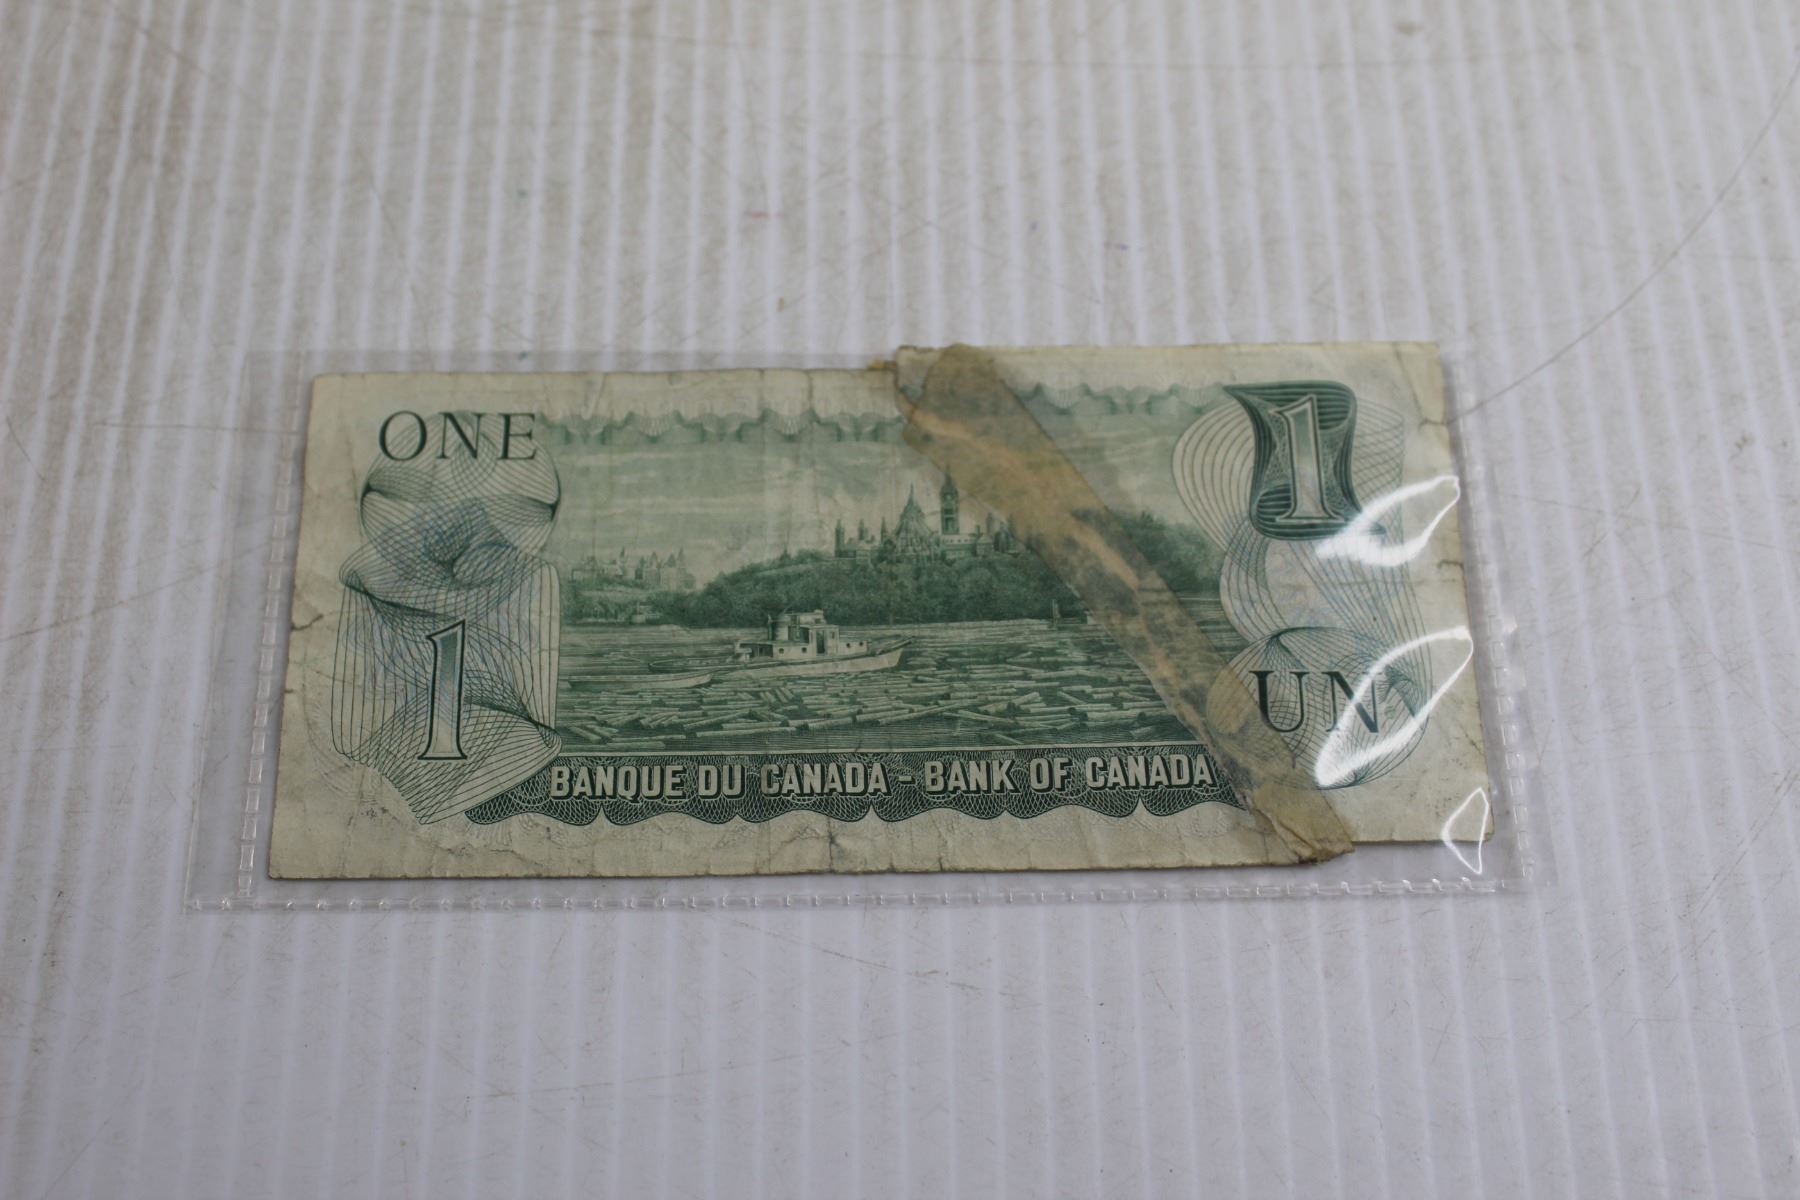 ONE
1
1
UN
BANQUE DU CANADA - BANK OF CANADA